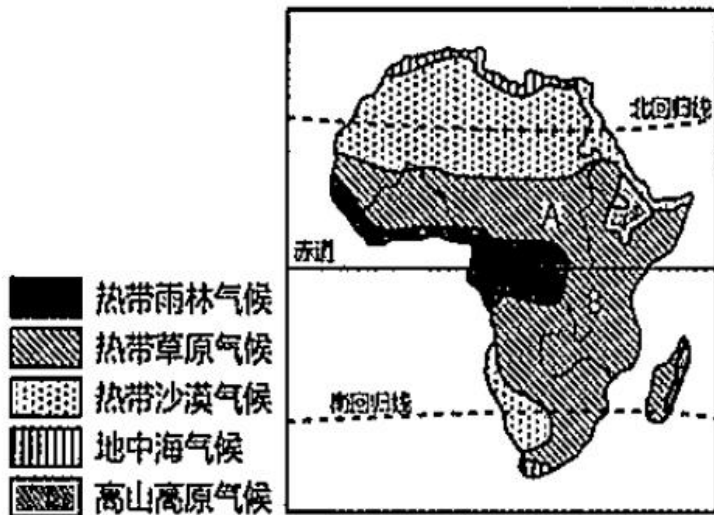 北回归线
A
赤道
B
南回归线
热带雨林气候
热带草原气候
热带沙漠气候
地中海气候
高山高原气候